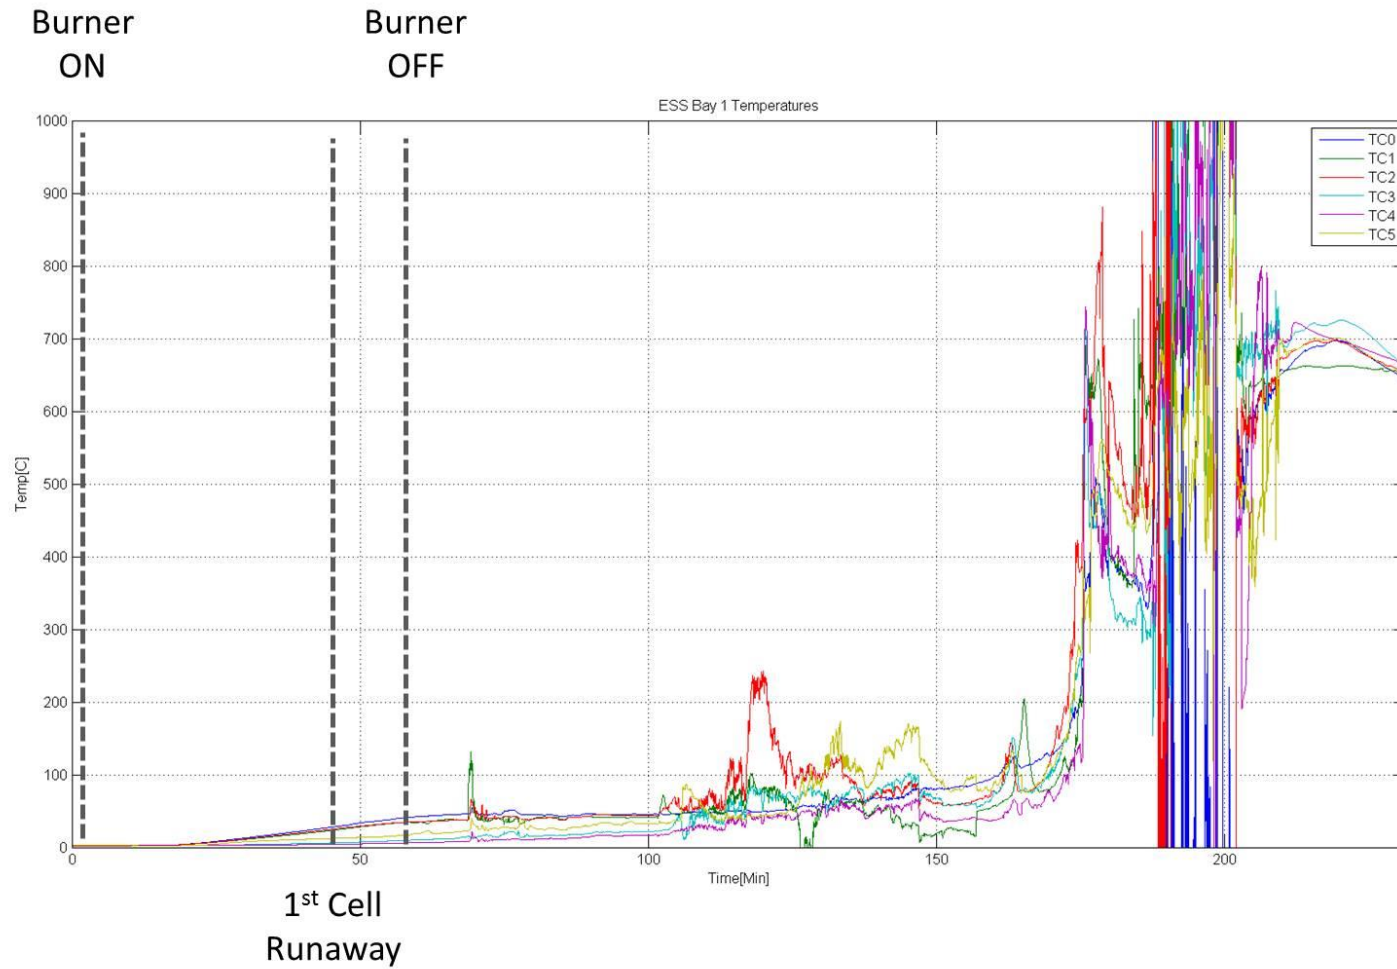 Burner
ON
Burner
OFF
ESS Bay 1 Temperatures
1000
900
800
700
600
500
400
300
200
100
0
Temp[C]
TC0
TC1
TC2
TC3
TC4
TC5
0
50
100
150
200
Time[Min]
1st Cell
Runaway